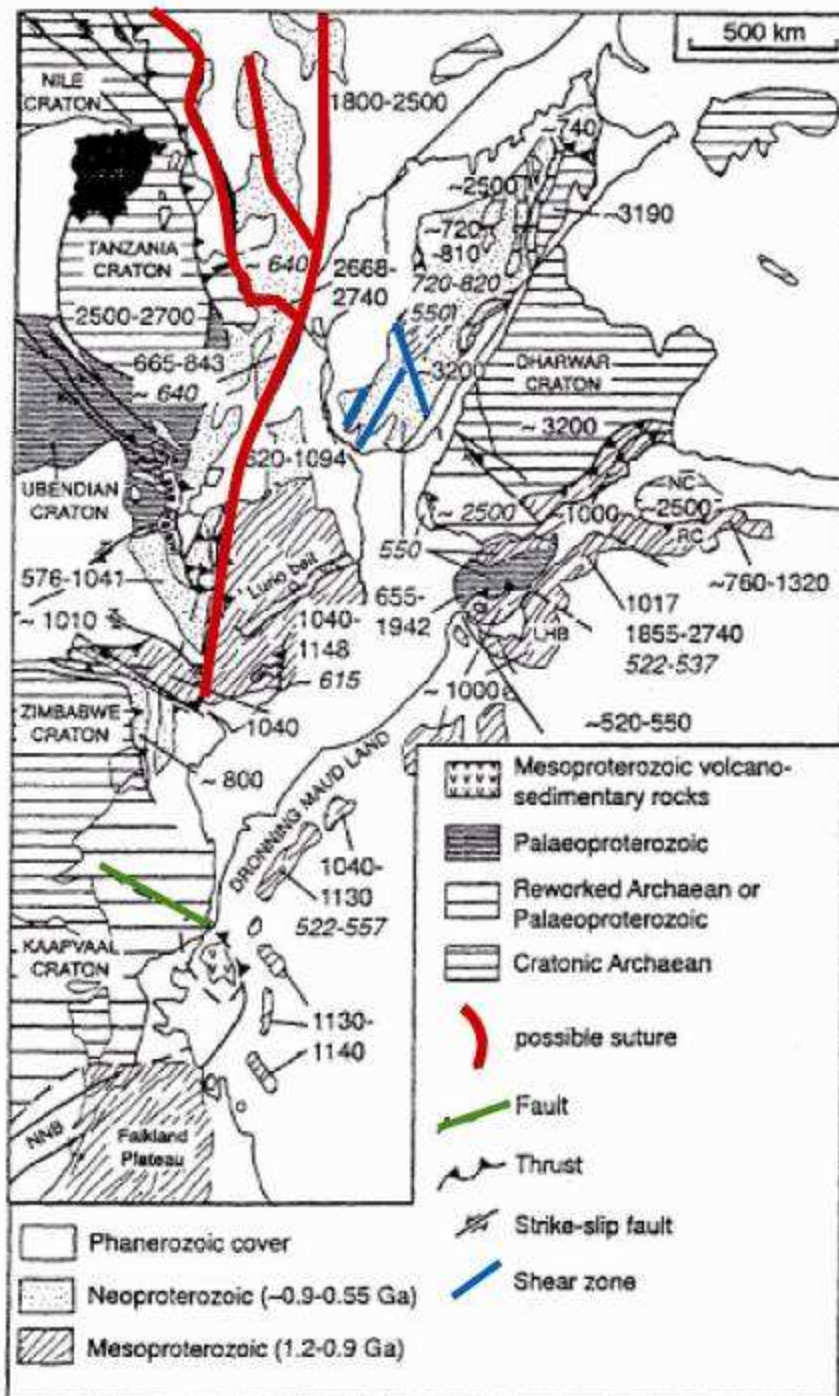 500 km
NILE
CRATON
1800-2500
~740
~2500
~3190
~720
-810
TANZANIA
CRATON
~ 640
2668-
2740
720-820
550
2500-2700
665-843
~ 640
3200
DHARWAR
CRATON
~ 3200
620-1094
UBENDIAN
CRATON
~ 2500
~1000
NC
~2500
RC
550
576-1041
Lurio belt
655-
1942
~760-1320
1017
~ 1010
1040-
1148
LHB
1855-2740
522-537
615
~ 1000
ZIMBABWE
CRATON
1040
~520-550
~ 800
DRONNING MAUD LAND
1040-
1130
522-557
KAAPVAAL
CRATON
1130-
1140
NNB
Falkland
Plateau
Mesoproterozoic volcano-
sedimentary rocks
Palaeoproterozoic
Reworked Archaean or
Palaeoproterozoic
Cratonic Archaean
possible suture
Fault
Thrust
Strike-slip fault
Shear zone
Phanerozoic cover
Neoproterozoic (~0.9-0.55 Ga)
Mesoproterozoic (1.2-0.9 Ga)